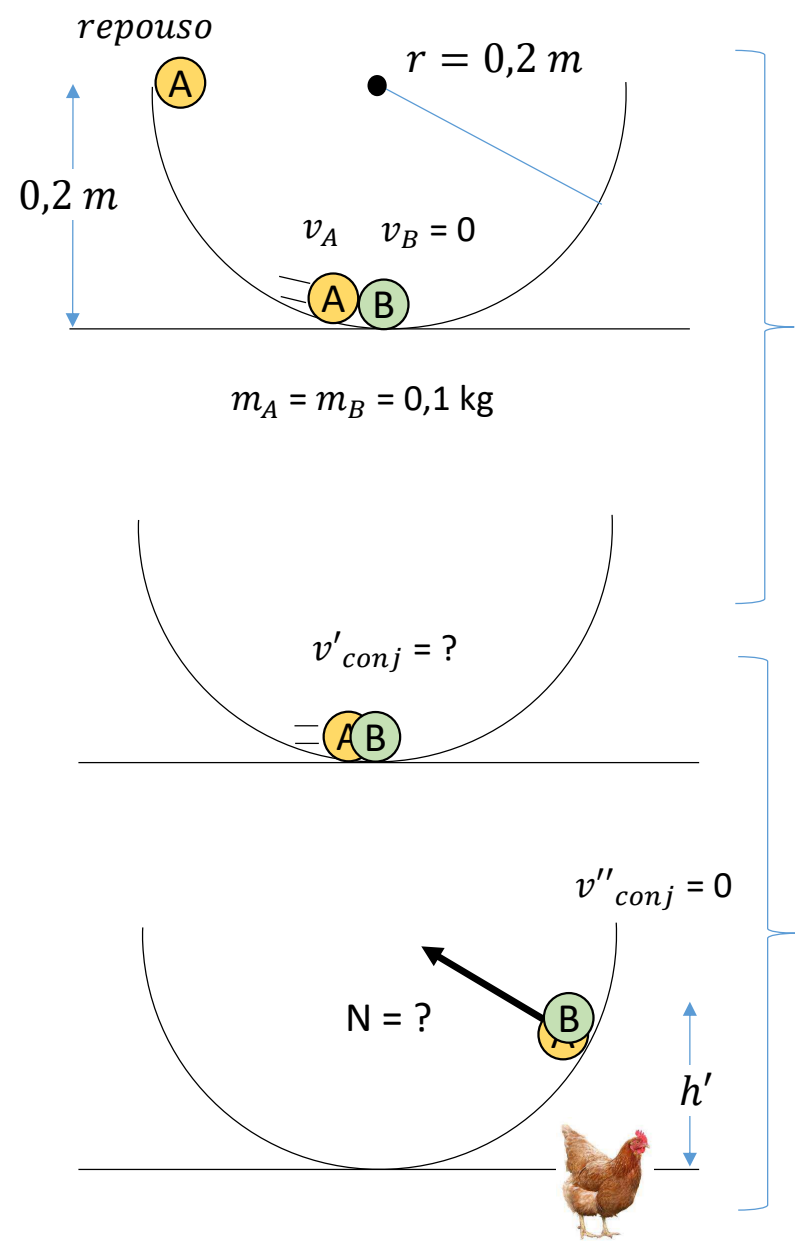 repouso
A
r = 0,2 m
0,2 m
v_A v_B = 0
A B
m_A = m_B = 0,1 kg
v'_conj = ?
A B
v''_conj = 0
N = ?
B
A
h'